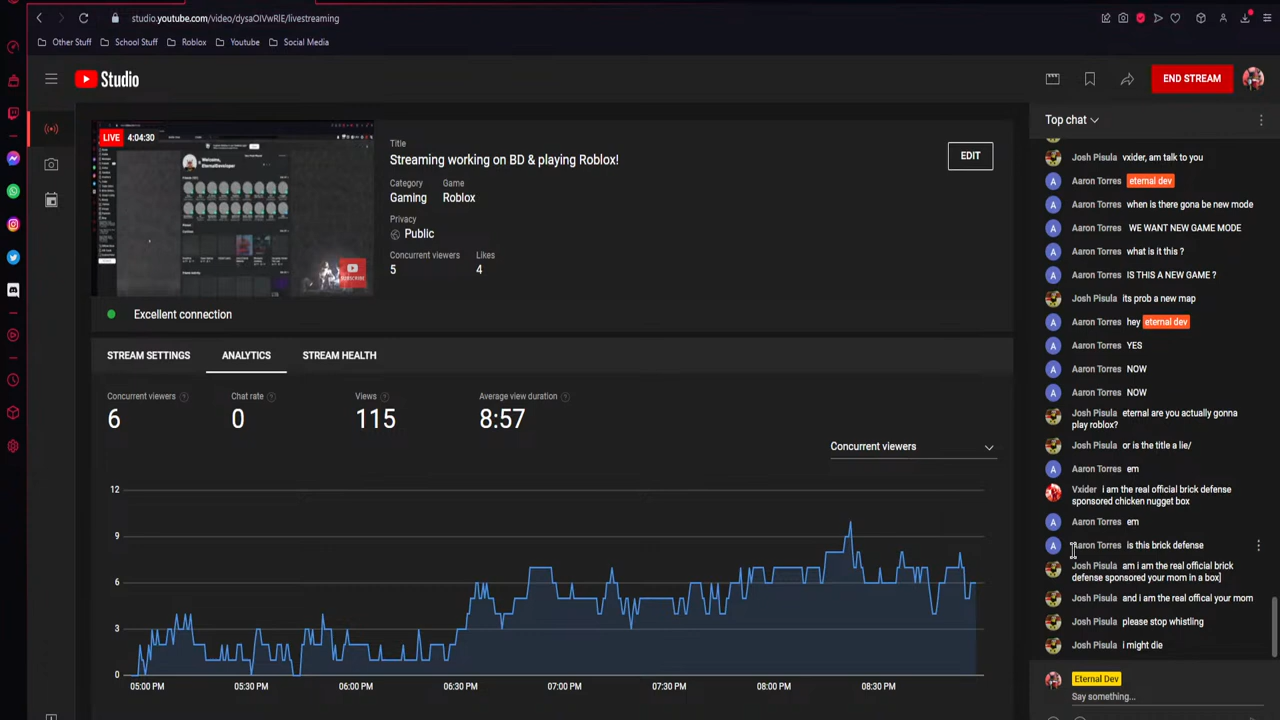 studio.youtube.com/video/dysaOIVwRlE/livestreaming
Other Stuff School Stuff Roblox Youtube Social Media
Studio
END STREAM
LIVE 4:04:30
Title
Streaming working on BD & playing Roblox!
EDIT
Category Game
Gaming Roblox
Privacy
Public
Concurrent viewers Likes
5 4
Excellent connection
STREAM SETTINGS ANALYTICS STREAM HEALTH
Concurrent viewers Chat rate Views Average view duration
6 0 115 8:57
Concurrent viewers
12
9
6
3
0
05:00 PM 05:30 PM 06:00 PM 06:30 PM 07:00 PM 07:30 PM 08:00 PM 08:30 PM
Top chat
Josh Pisula vxider, am talk to you
Aaron Torres eternal dev
Aaron Torres when is there gona be new mode
Aaron Torres WE WANT NEW GAME MODE
Aaron Torres what is it this ?
Aaron Torres IS THIS A NEW GAME ?
Josh Pisula its prob a new map
Aaron Torres hey eternal dev
Aaron Torres YES
Aaron Torres NOW
Aaron Torres NOW
Josh Pisula eternal are you actually gonna
play roblox?
Josh Pisula or is the title a lie/
Aaron Torres em
Vxider i am the real official brick defense
sponsored chicken nugget box
Aaron Torres em
Aaron Torres is this brick defense
Josh Pisula am i am the real official brick
defense sponsored your mom in a box]
Josh Pisula and i am the real offical your mom
Josh Pisula please stop whistling
Josh Pisula i might die
Eternal Dev
Say something...